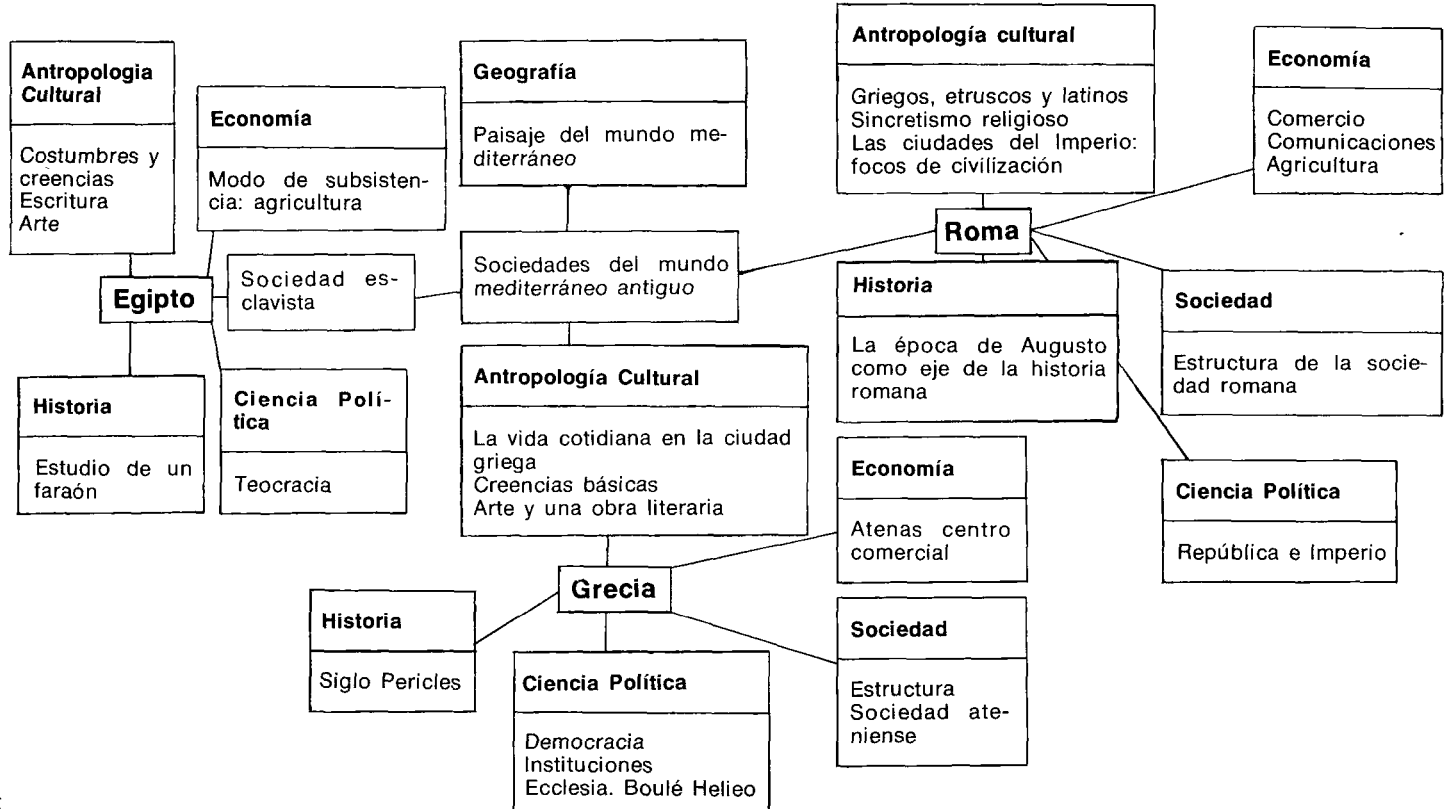 Antropologia
Cultural
Costumbres y
creencias
Escritura
Arte
Economía
Modo de subsisten-
cia: agricultura
Egipto
Sociedad es-
clavista
Historia
Estudio de un
faraón
Ciencia Polí-
tica
Teocracia
Geografía
Paisaje del mundo me-
diterráneo
Sociedades del mundo
mediterráneo antiguo
Antropología Cultural
La vida cotidiana en la ciudad
griega
Creencias básicas
Arte y una obra literaria
Grecia
Historia
Siglo Pericles
Ciencia Política
Democracia
Instituciones
Ecclesia. Boulé Helieo
Economía
Atenas centro
comercial
Sociedad
Estructura
Sociedad ate-
niense
Antropología cultural
Griegos, etruscos y latinos
Sincretismo religioso
Las ciudades del Imperio:
focos de civilización
Roma
Economía
Comercio
Comunicaciones
Agricultura
Historia
La época de Augusto
como eje de la historia
romana
Sociedad
Estructura de la socie-
dad romana
Ciencia Política
República e Imperio